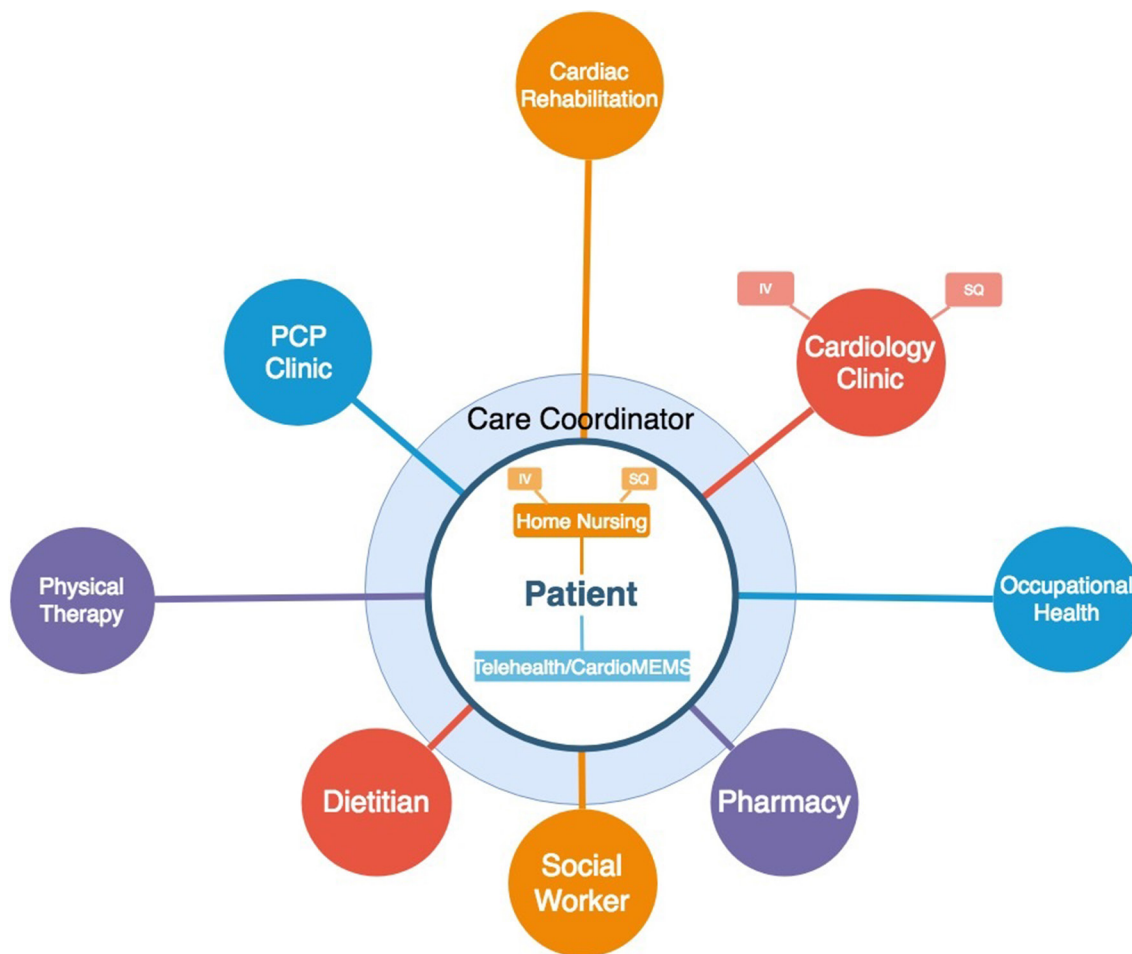 Cardiac
Rehabilitation
IV
SQ
PCP
Clinic
Cardiology
Clinic
Care Coordinator
IV
SQ
Home Nursing
Physical
Therapy
Patient
Occupational
Health
Telehealth/CardioMEMS
Dietitian
Pharmacy
Social
Worker